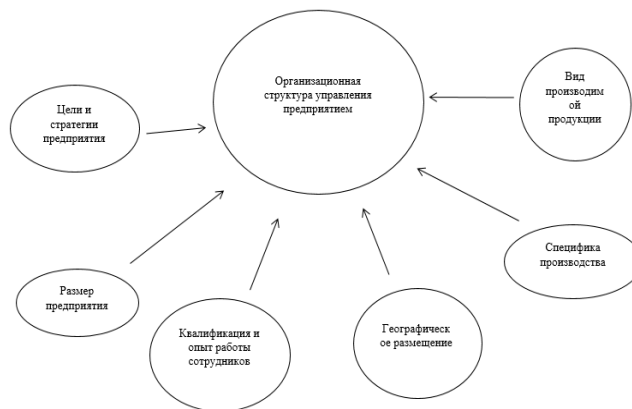 Организационная
структура управления
предприятием
Вид
производим
ой
продукции
Цели и
стратегии
предприятия
Специфика
производства
Размер
предприятия
Квалификация и
опыт работы
сотрудников
Географическ
ое размещение